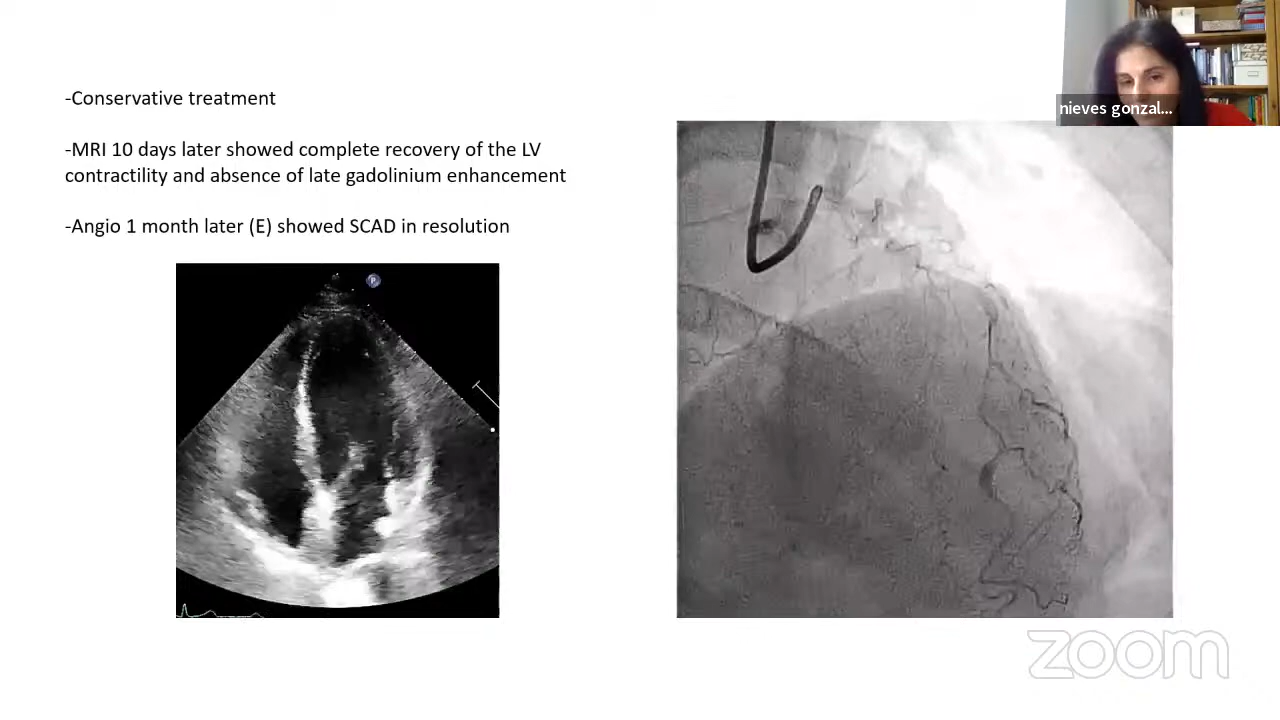 -Conservative treatment
-MRI 10 days later showed complete recovery of the LV
contractility and absence of late gadolinium enhancement
-Angio 1 month later (E) showed SCAD in resolution
P
nieves gonzal...
zoom